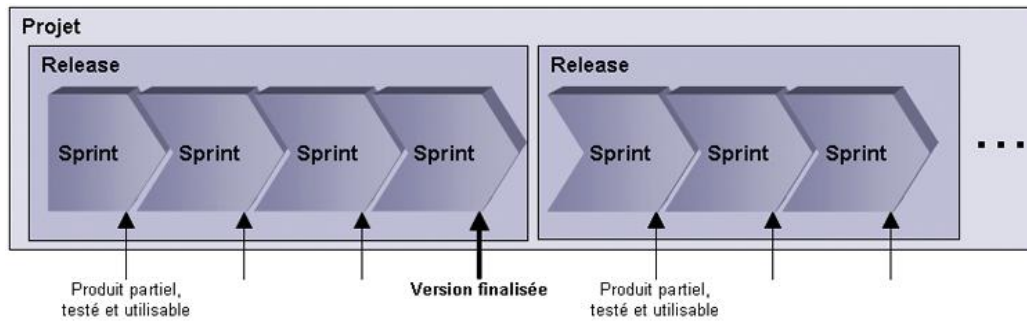 Projet
Release
Release
Sprint
Sprint
Sprint
Sprint
Sprint
Sprint
Sprint
...
Produit partiel,
testé et utilisable
Version finalisée
Produit partiel,
testé et utilisable